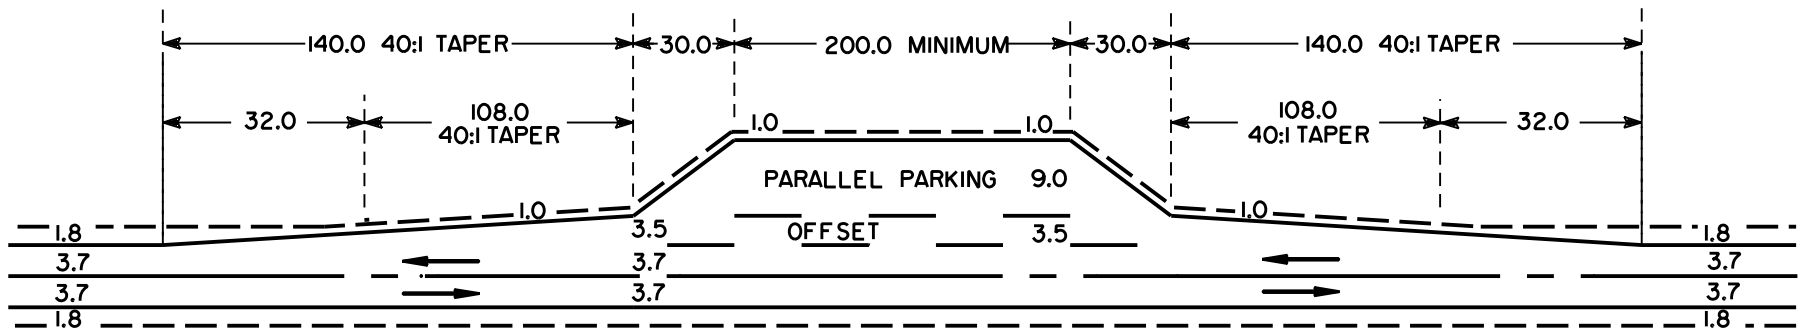 140.0 40:1 TAPER 30.0 200.0 MINIMUM 30.0 140.0 40:1 TAPER
32.0 108.0 108.0 32.0
40:1 TAPER 40:1 TAPER
1.0 1.0
PARALLEL PARKING 9.0
1.0 1.0
1.8 3.5 OFFSET 3.5 1.8
3.7 3.7 3.7
3.7 3.7 3.7
1.8 1.8